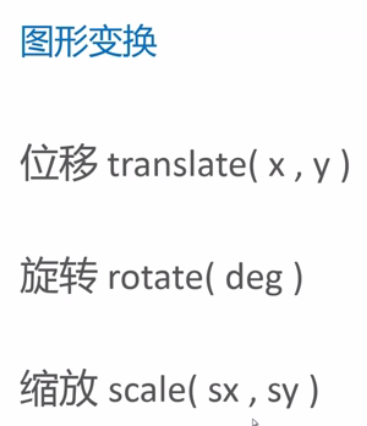 图形变换
位移 translate( x , y )
旋转 rotate( deg )
缩放 scale( sx , sy )